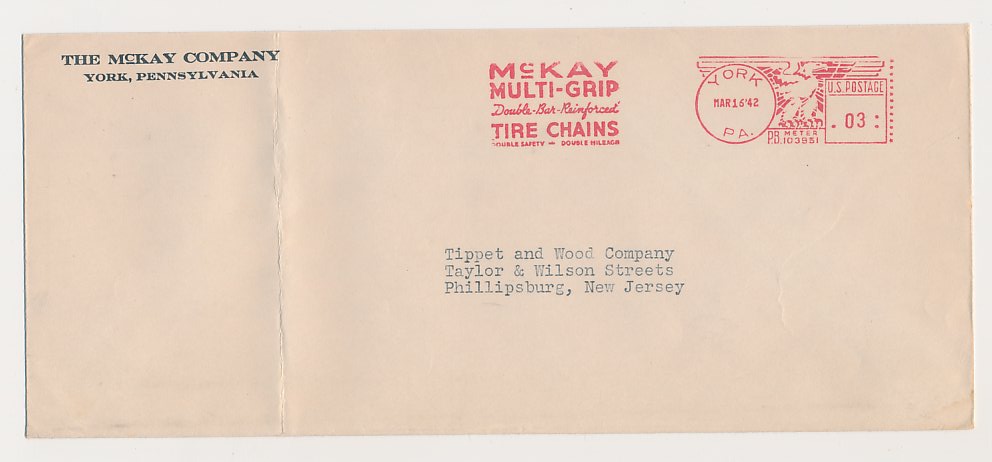 THE McKAY COMPANY
YORK, PENNSYLVANIA
McKAY
MULTI-GRIP
Double-Bar-Reinforced
TIRE CHAINS
DOUBLE SAFETY — DOUBLE MILEAGE
YORK
MAR 16 '42
PA.
U.S. POSTAGE
.03
METER
P.B. 103951
Tippet and Wood Company
Taylor & Wilson Streets
Phillipsburg, New Jersey